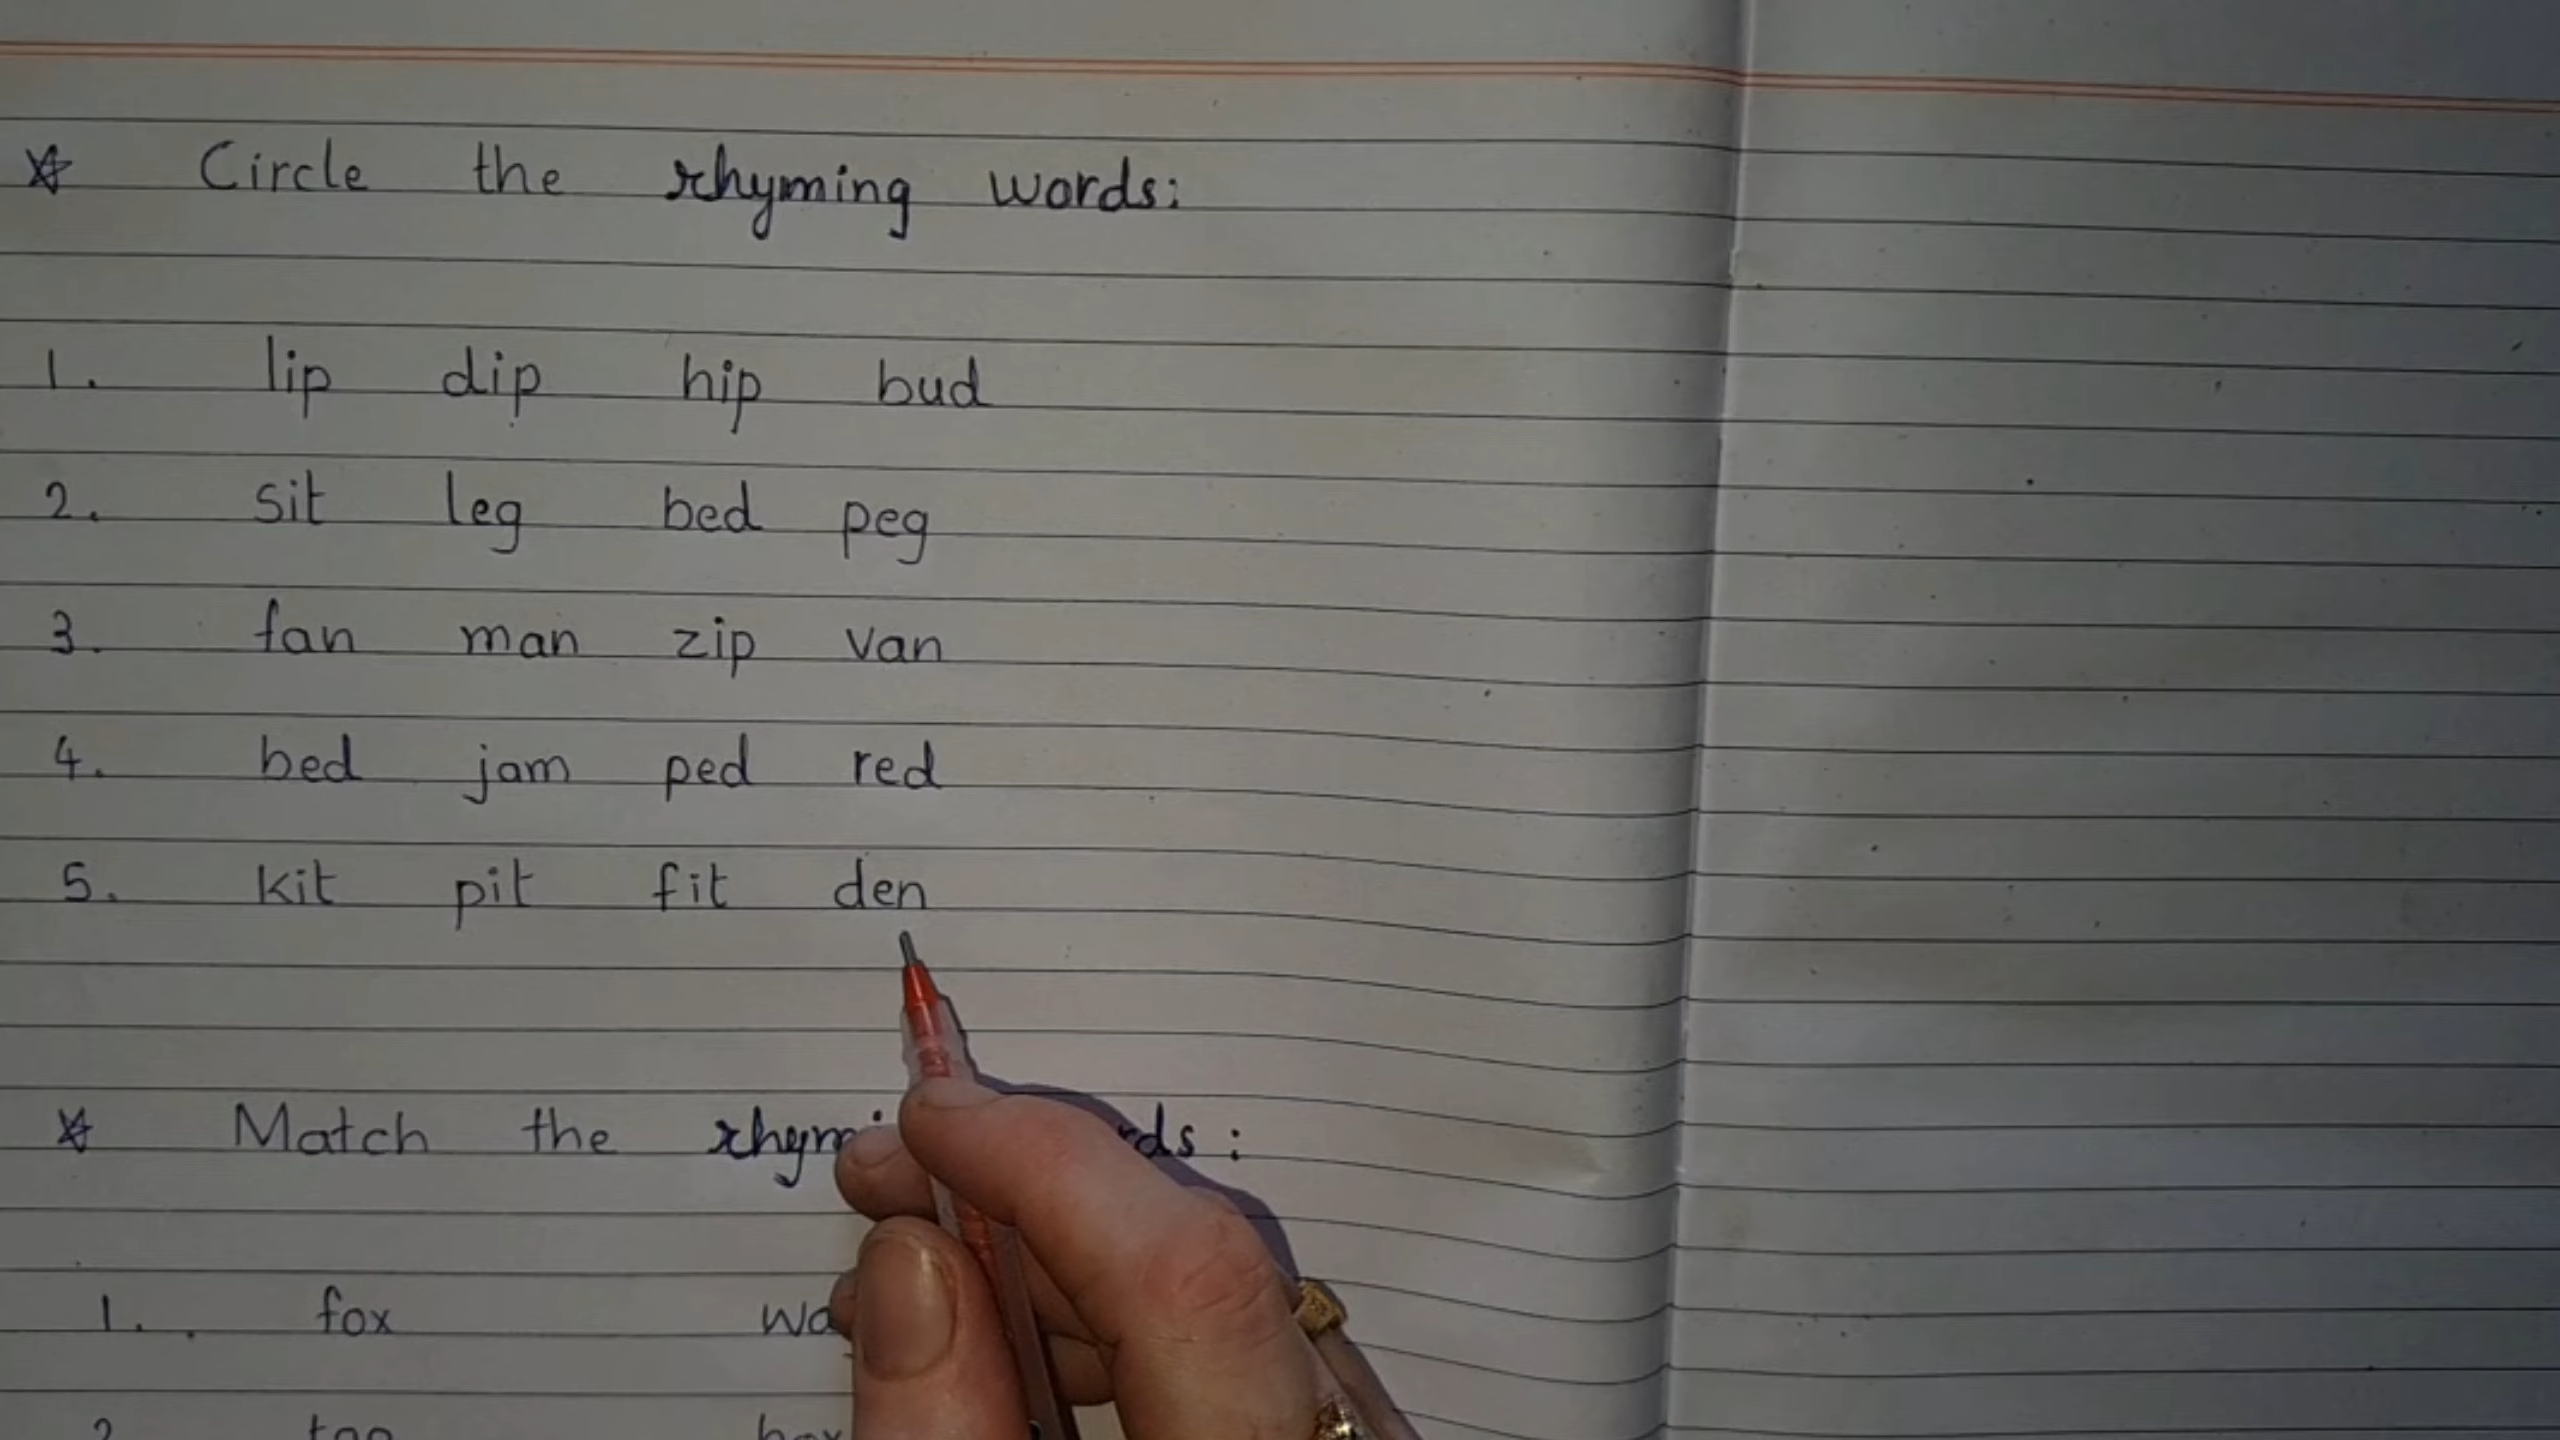 Circle the rhyming words:
1. lip dip hip bud
2. sit leg bed peg
3. fan man zip van
4. bed jam ped red
5. kit pit fit den
Match the
1. fox
2